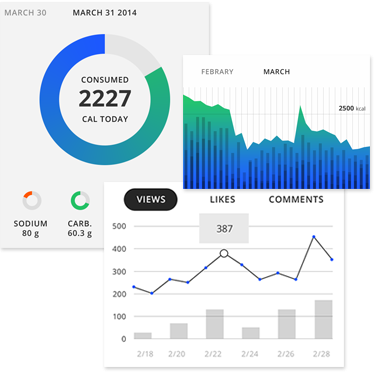 MARCH 30 MARCH 31 2014
CONSUMED
2227
CAL TODAY
SODIUM
80 g
CARB.
60.3 g
FEBRARY MARCH
2500 kcal
VIEWS LIKES COMMENTS
387
500
400
300
200
100
0
2/18 2/20 2/22 2/24 2/26 2/28